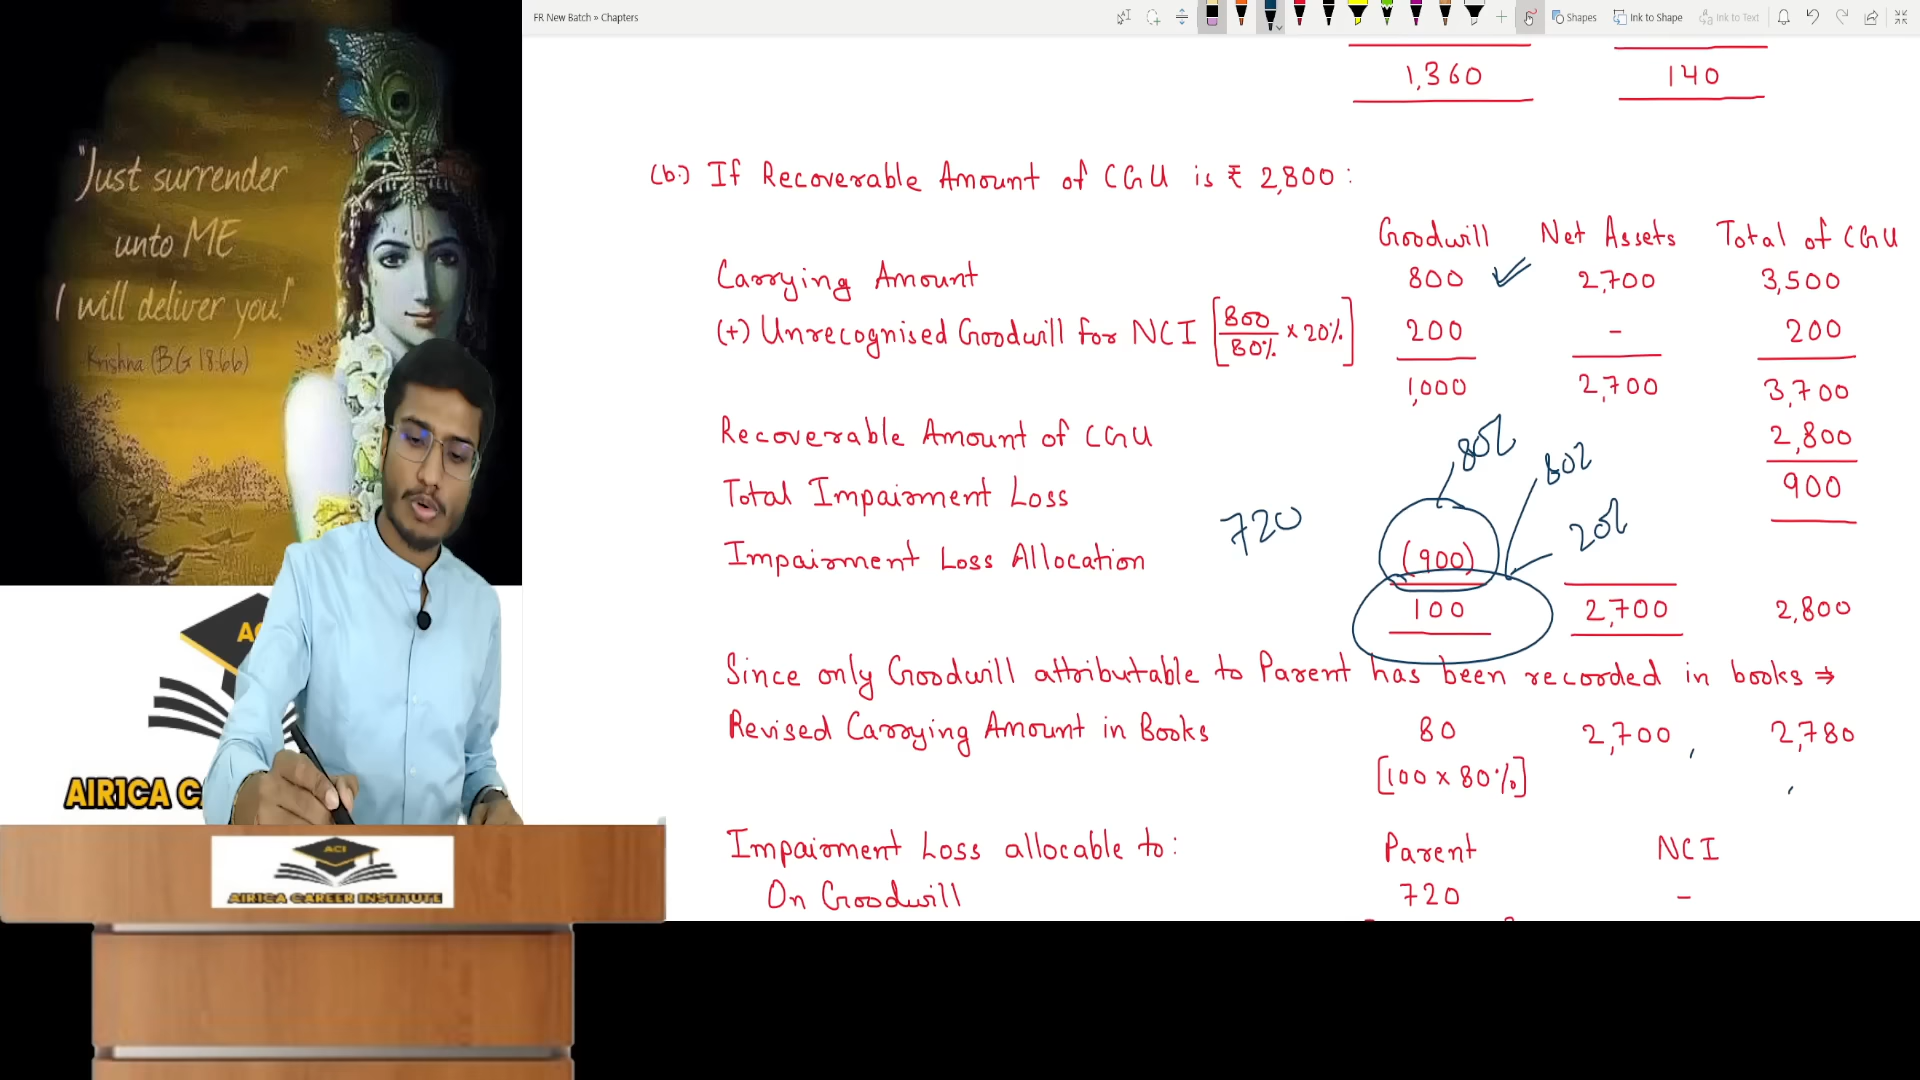 FR New Batch » Chapters
Shapes
Ink to Shape
Ink to Text
"Just surrender
unto ME
I will deliver you!"
-Krishna (B.G 18:66)
AIR1CA C
ACI
AIR1CA CAREER INSTITUTE
1,360 140
(b.) If Recoverable Amount of CGU is ₹ 2,800 :
Goodwill Net Assets Total of CGU
Carrying Amount 800 2,700 3,500
(+) Unrecognised Goodwill for NCI [800/80% × 20%] 200 - 200
1,000 2,700 3,700
Recoverable Amount of CGU 2,800
80% 80%
Total Impairment Loss 900
720 20%
Impairment Loss Allocation (900)
100 2,700 2,800
Since only Goodwill attributable to Parent has been recorded in books ⇒
Revised Carrying Amount in Books 80 2,700 2,780
[100 × 80%]
Impairment Loss allocable to: Parent NCI
On Goodwill 720 -